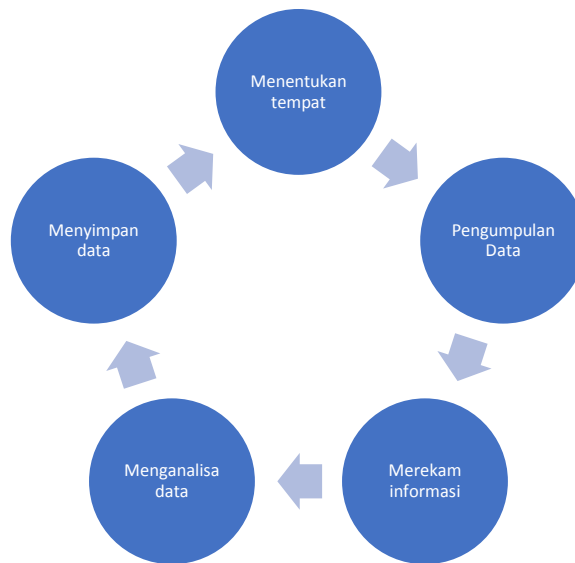 Menentukan
tempat
Pengumpulan
Data
Merekam
informasi
Menganalisa
data
Menyimpan
data